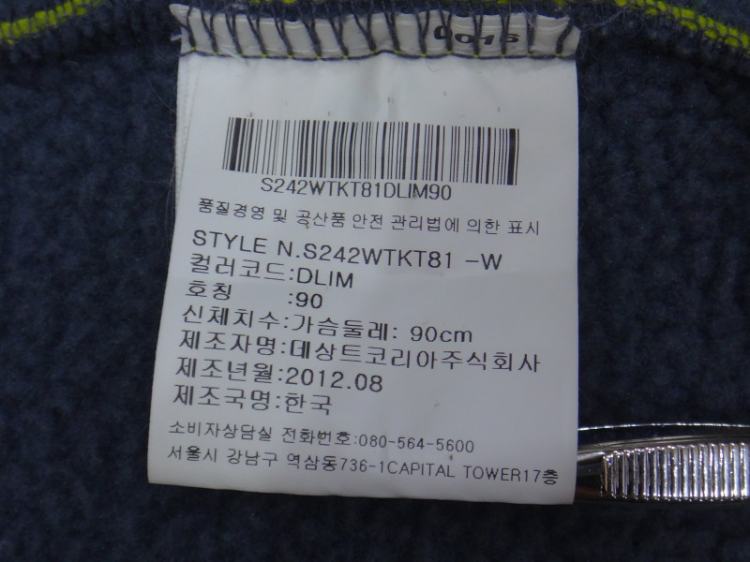 0015
S242WTKT81DLIM90
품질경영 및 공산품 안전 관리법에 의한 표시
STYLE N.S242WTKT81 -W
컬러코드:DLIM
호칭 :90
신체치수:가슴둘레: 90cm
제조자명:데상트코리아주식회사
제조년월:2012.08
제조국명:한국
소비자상담실 전화번호:080-564-5600
서울시 강남구 역삼동736-1CAPITAL TOWER17층